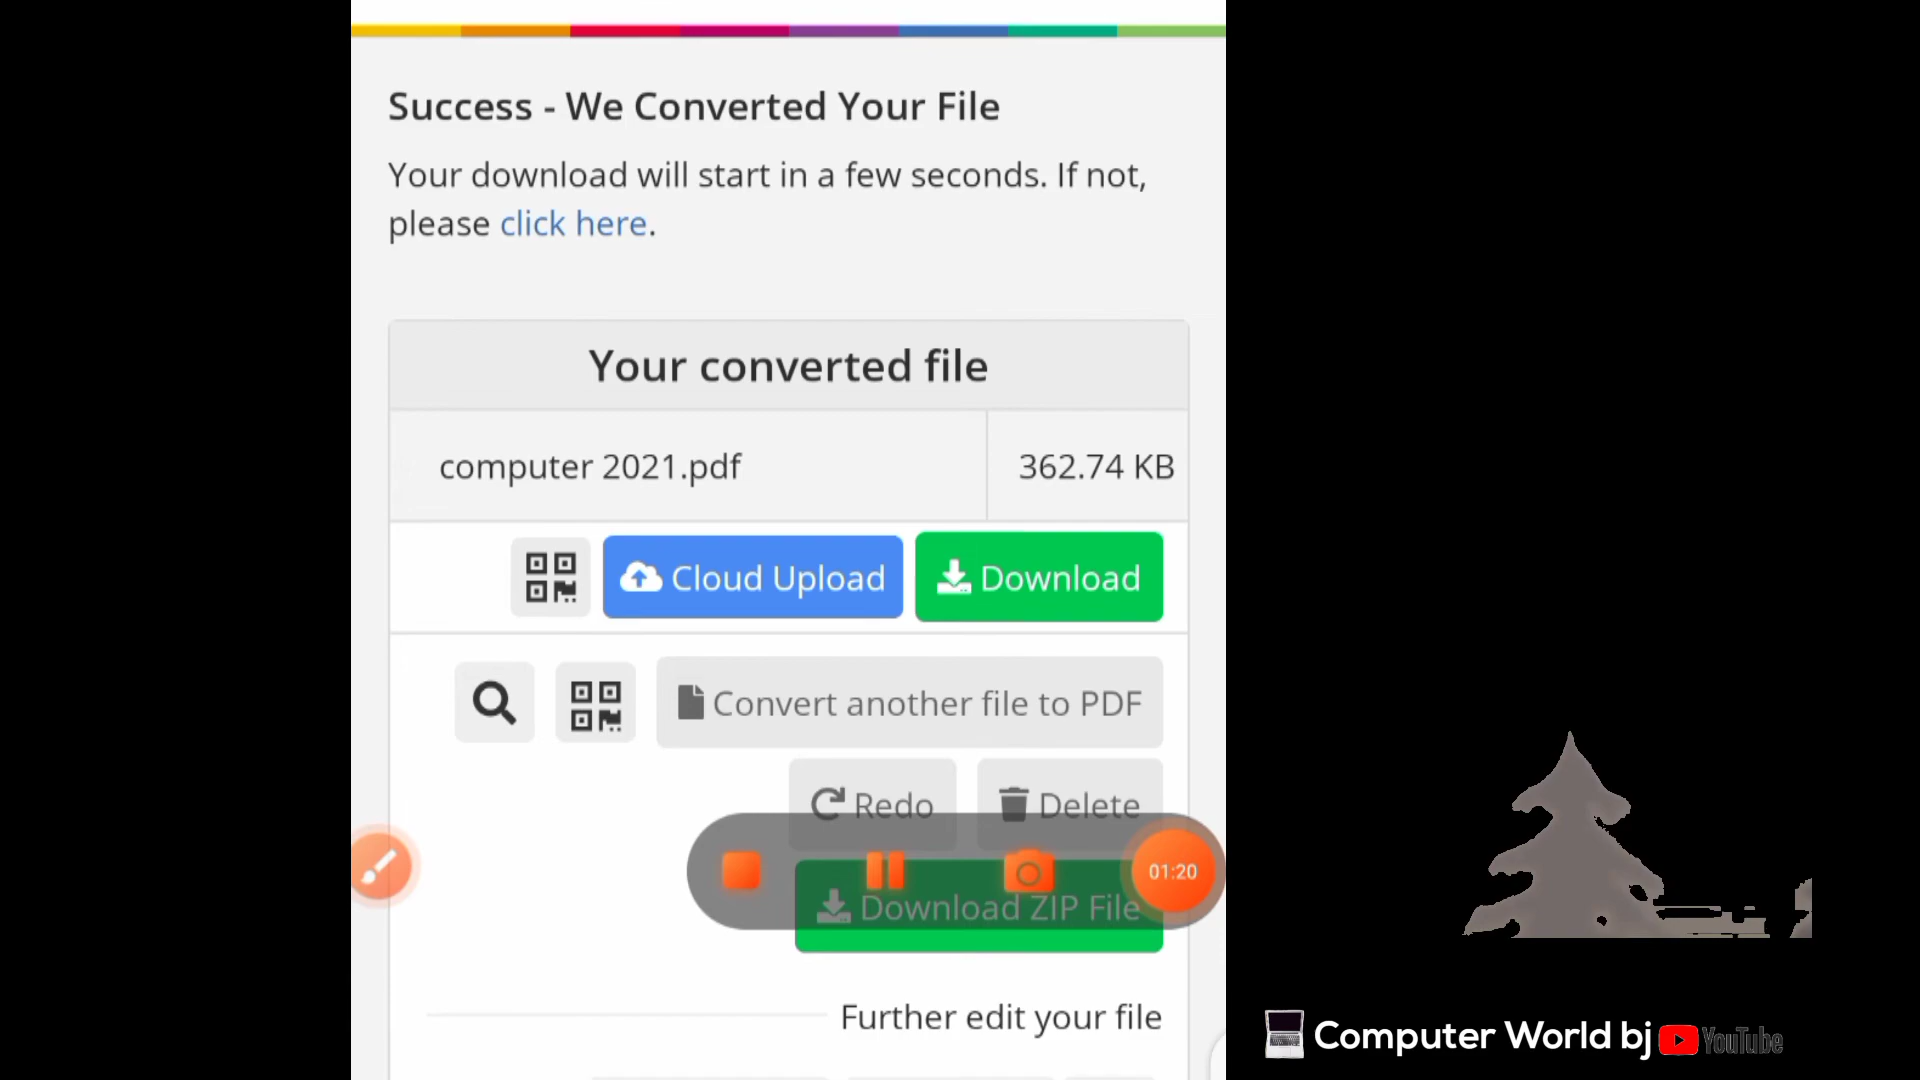 Success - We Converted Your File
Your download will start in a few seconds. If not,
please click here.
Your converted file
computer 2021.pdf 362.74 KB
Cloud Upload Download
Convert another file to PDF
Redo Delete
01:20
Download ZIP File
Further edit your file
Computer World bj YouTube